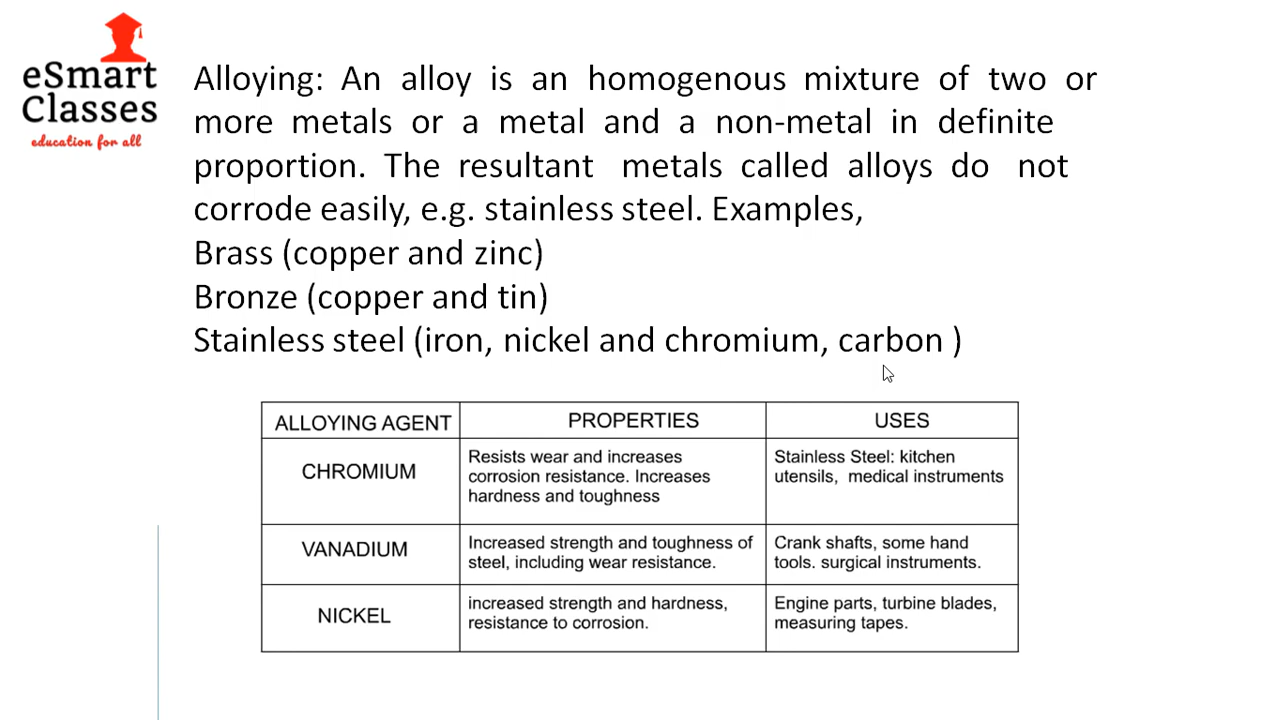 eSmart
Classes
education for all
Alloying: An alloy is an homogenous mixture of two or
more metals or a metal and a non-metal in definite
proportion. The resultant metals called alloys do not
corrode easily, e.g. stainless steel. Examples,
Brass (copper and zinc)
Bronze (copper and tin)
Stainless steel (iron, nickel and chromium, carbon )
ALLOYING AGENT
PROPERTIES
USES
CHROMIUM
Resists wear and increases
corrosion resistance. Increases
hardness and toughness
Stainless Steel: kitchen
utensils, medical instruments
VANADIUM
Increased strength and toughness of
steel, including wear resistance.
Crank shafts, some hand
tools. surgical instruments.
NICKEL
increased strength and hardness,
resistance to corrosion.
Engine parts, turbine blades,
measuring tapes.